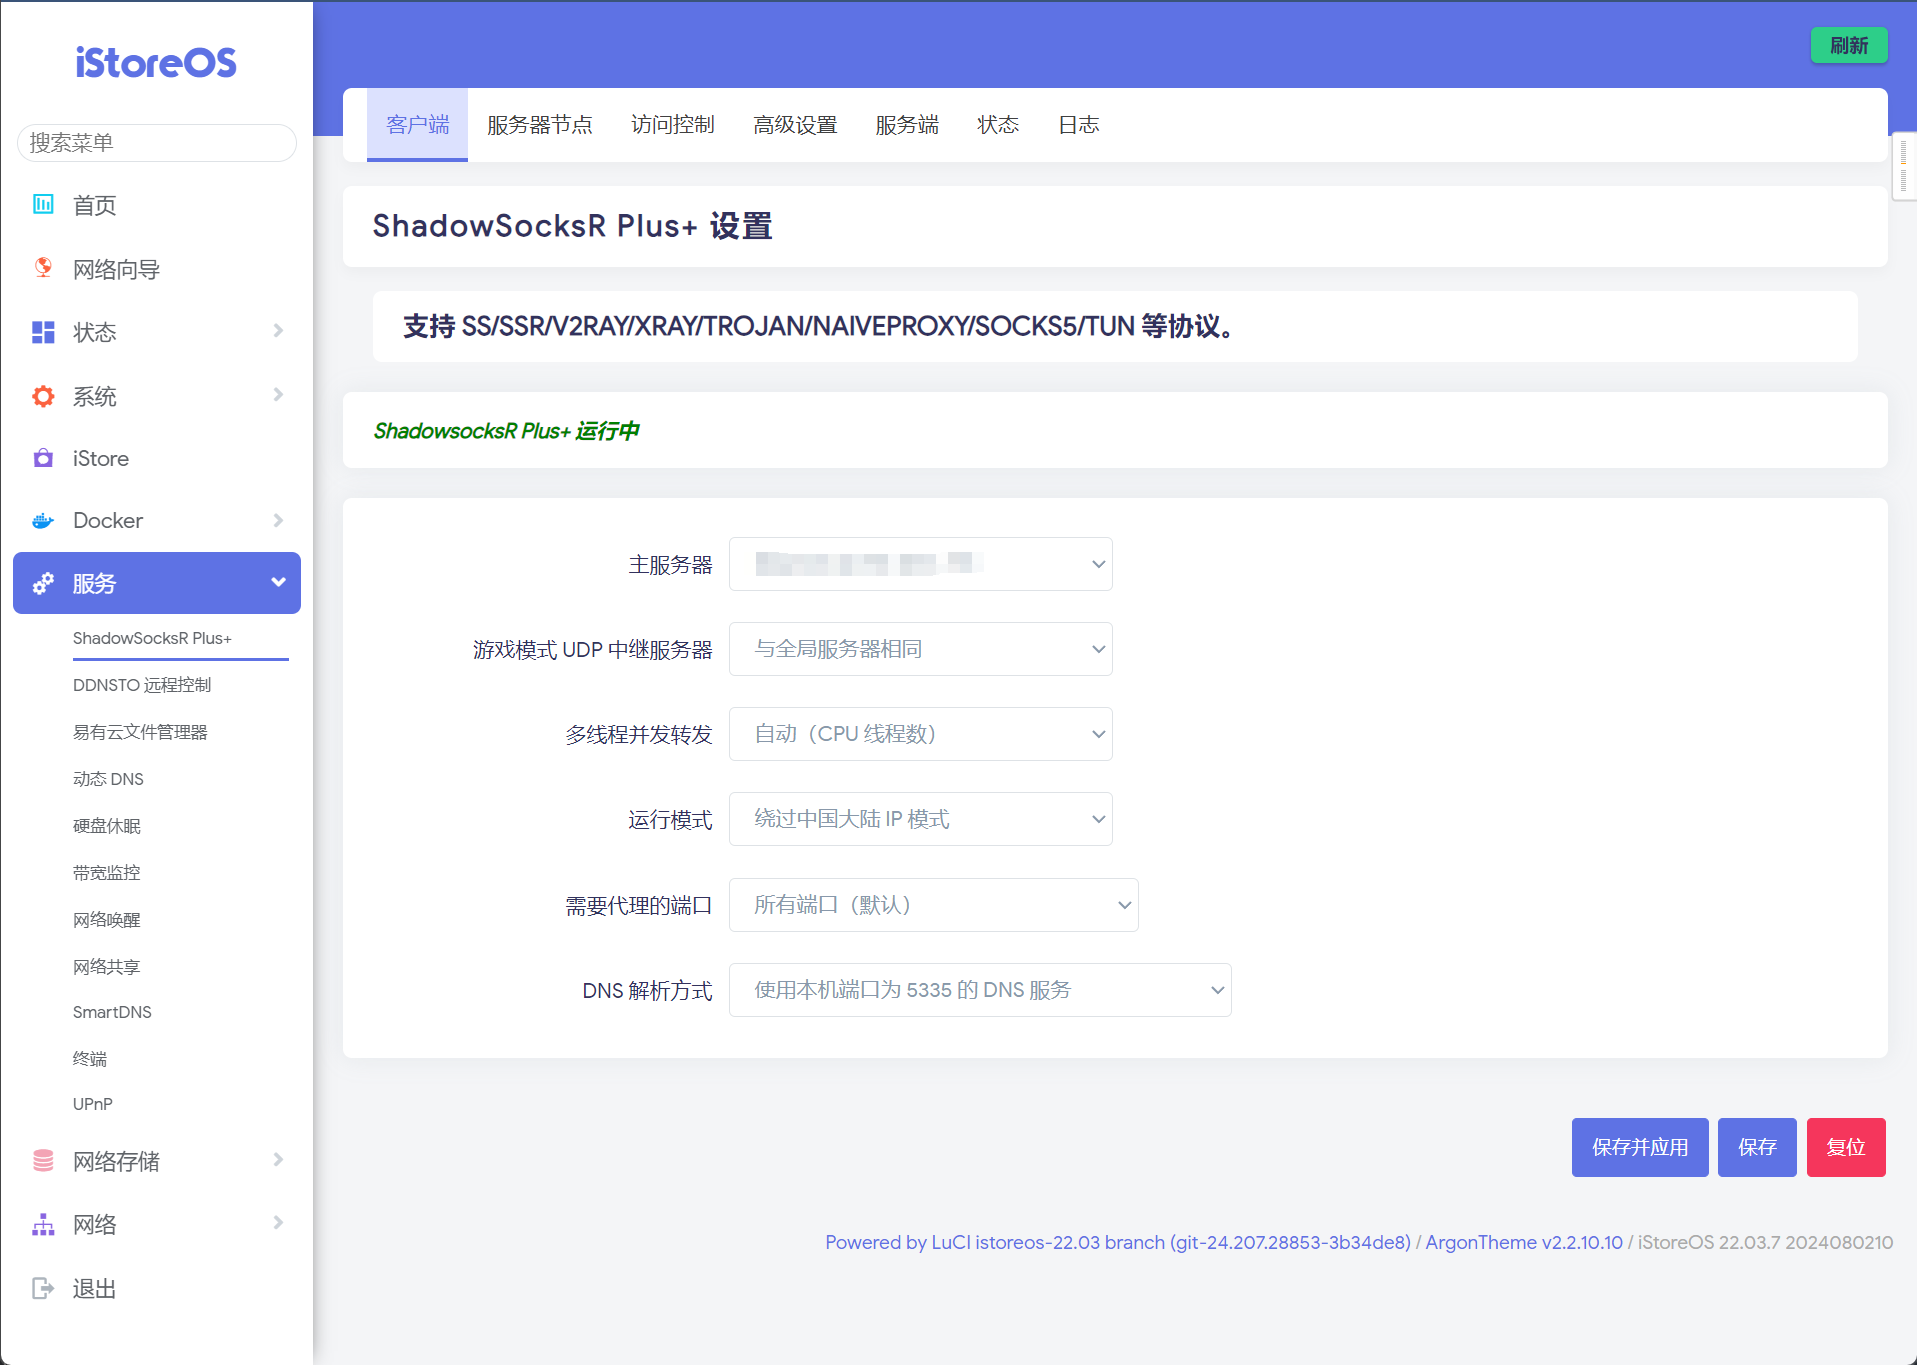 iStoreOS
搜索菜单
首页
网络向导
状态
系统
iStore
Docker
服务
ShadowSocksR Plus+
DDNSTO 远程控制
易有云文件管理器
动态 DNS
硬盘休眠
带宽监控
网络唤醒
网络共享
SmartDNS
终端
UPnP
网络存储
网络
退出
刷新
客户端 服务器节点 访问控制 高级设置 服务端 状态 日志
ShadowSocksR Plus+ 设置
支持 SS/SSR/V2RAY/XRAY/TROJAN/NAIVEPROXY/SOCKS5/TUN 等协议。
ShadowsocksR Plus+ 运行中
主服务器
游戏模式 UDP 中继服务器 与全局服务器相同
多线程并发转发 自动（CPU 线程数）
运行模式 绕过中国大陆 IP 模式
需要代理的端口 所有端口（默认）
DNS 解析方式 使用本机端口为 5335 的 DNS 服务
保存并应用 保存 复位
Powered by LuCI istoreos-22.03 branch (git-24.207.28853-3b34de8) / ArgonTheme v2.2.10.10 / iStoreOS 22.03.7 2024080210